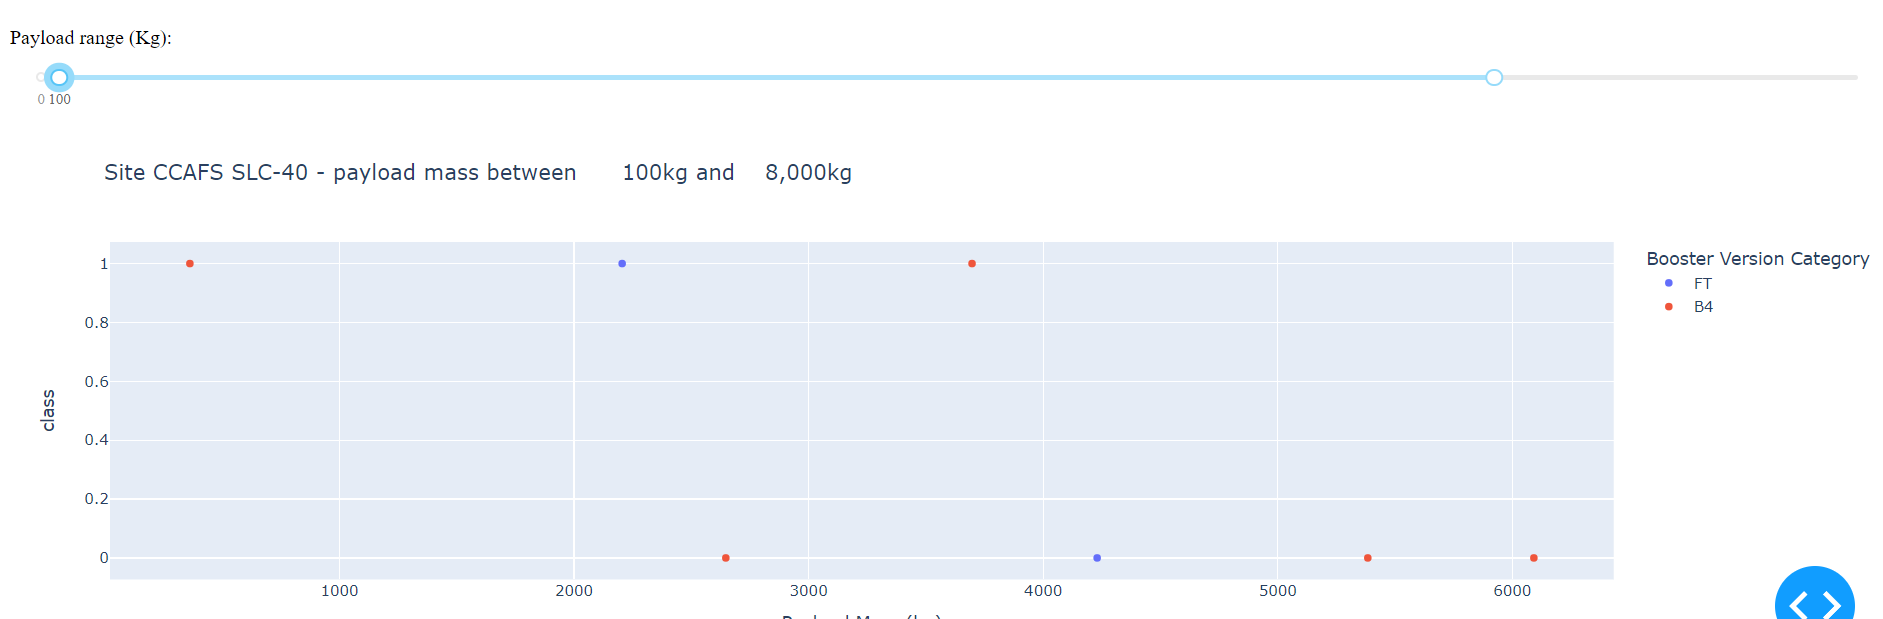 Payload range (Kg):
0 100
Site CCAFS SLC-40 - payload mass between 100kg and 8,000kg
Booster Version Category
FT
B4
1
0.8
0.6
0.4
0.2
0
class
1000 2000 3000 4000 5000 6000